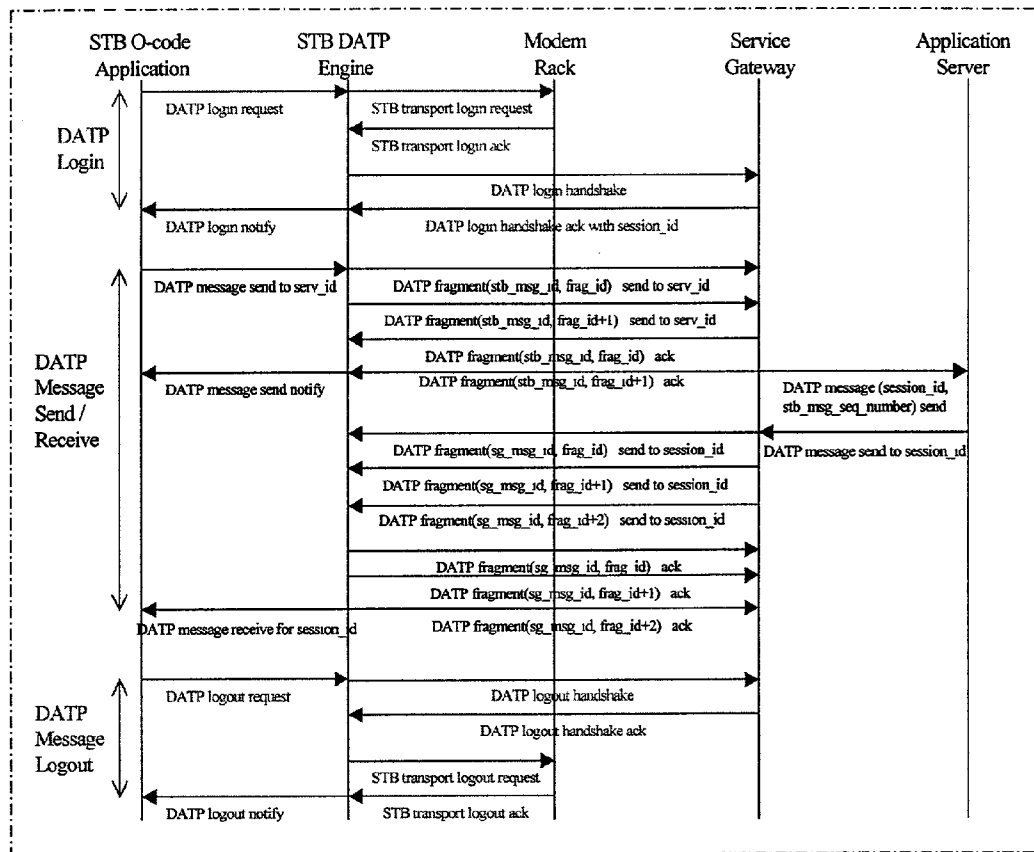 STB O-code
Application
STB DATP
Engine
Modem
Rack
Service
Gateway
Application
Server
DATP
Login
DATP login request
STB transport login request
STB transport login ack
DATP login handshake
DATP login notify
DATP login handshake ack with session_id
DATP
Message
Send /
Receive
DATP message send to serv_id
DATP fragment(stb_msg_id, frag_id) send to serv_id
DATP fragment(stb_msg_id, frag_id+1) send to serv_id
DATP fragment(stb_msg_id, frag_id) ack
DATP message send notify
DATP fragment(stb_msg_id, frag_id+1) ack
DATP message (session_id,
stb_msg_seq_number) send
DATP fragment(sg_msg_id, frag_id) send to session_id
DATP message send to session_id
DATP fragment(sg_msg_id, frag_id+1) send to session_id
DATP fragment(sg_msg_id, frag_id+2) send to session_id
DATP fragment(sg_msg_id, frag_id) ack
DATP fragment(sg_msg_id, frag_id+1) ack
DATP message receive for session_id
DATP fragment(sg_msg_id, frag_id+2) ack
DATP
Message
Logout
DATP logout request
DATP logout handshake
DATP logout handshake ack
STB transport logout request
DATP logout notify
STB transport logout ack